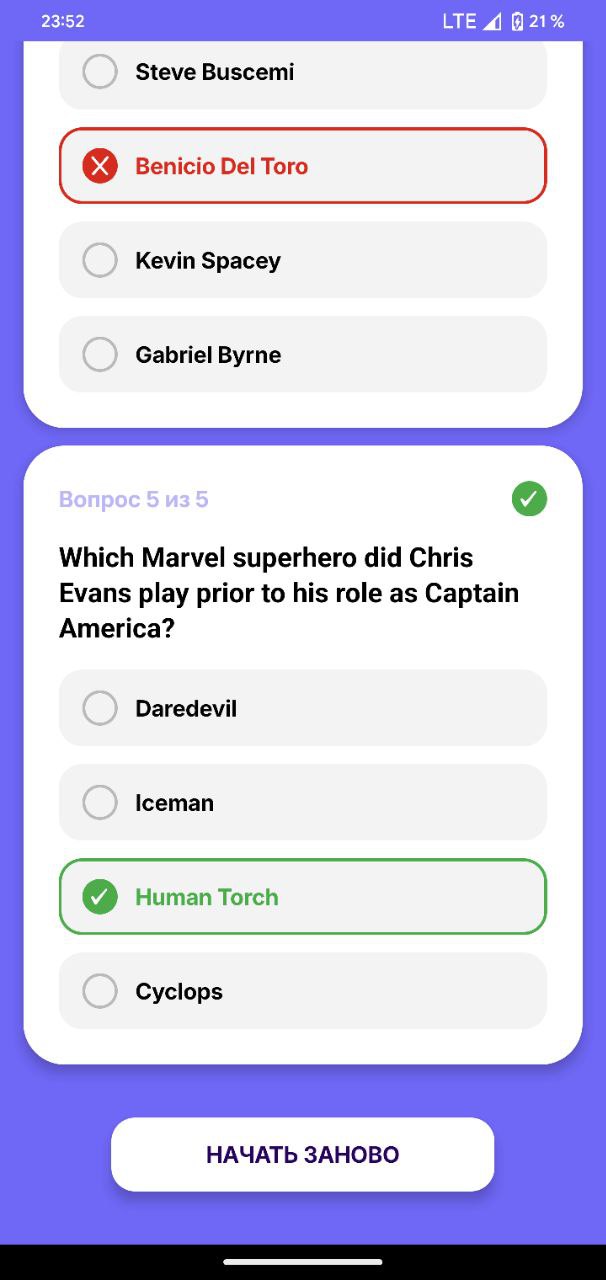 23:52 LTE 21 %
Steve Buscemi
Benicio Del Toro
Kevin Spacey
Gabriel Byrne
Вопрос 5 из 5
Which Marvel superhero did Chris
Evans play prior to his role as Captain
America?
Daredevil
Iceman
Human Torch
Cyclops
НАЧАТЬ ЗАНОВО